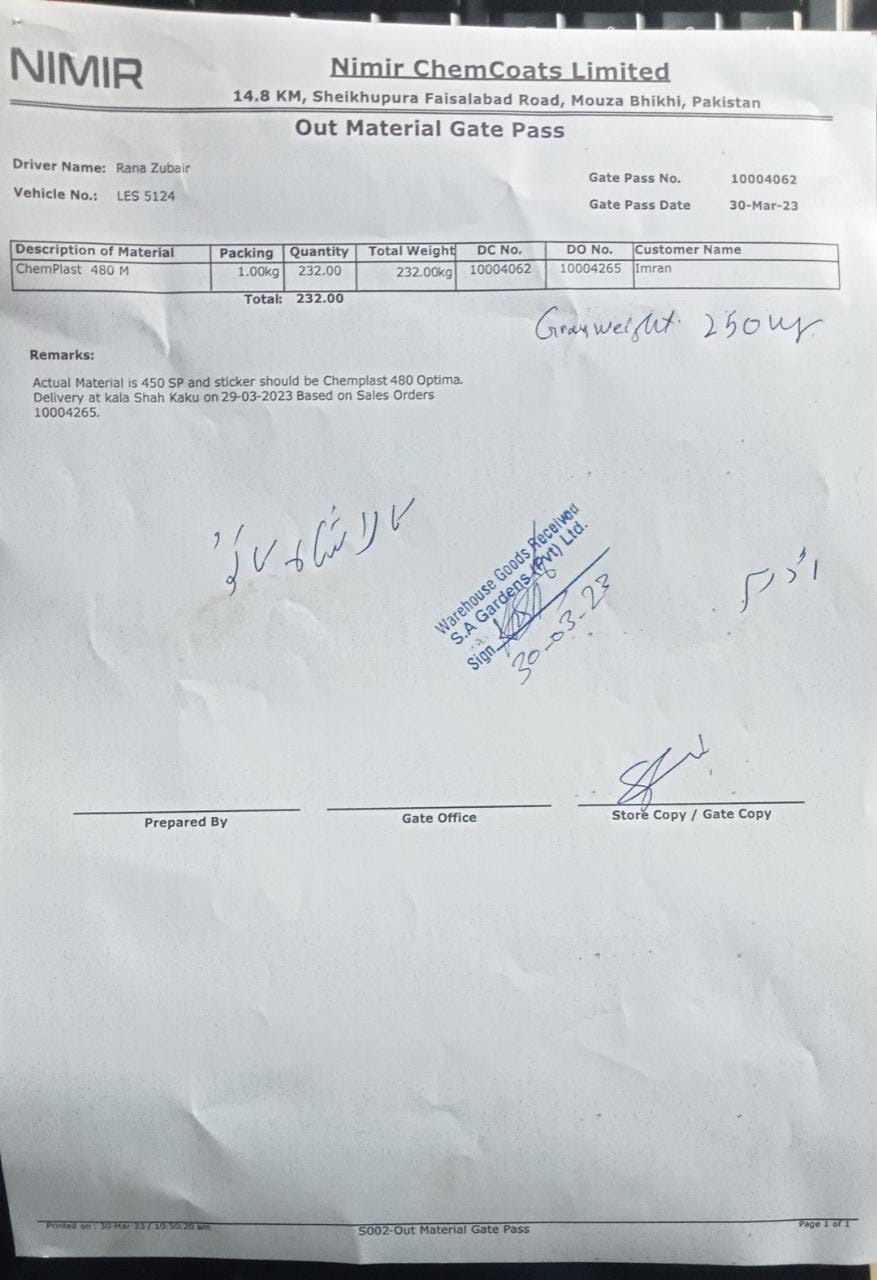 NIMIR
Nimir ChemCoats Limited
14.8 KM, Sheikhupura Faisalabad Road, Mouza Bhikhi, Pakistan
Out Material Gate Pass
Driver Name: Rana Zubair
Vehicle No.: LES 5124
Gate Pass No. 10004062
Gate Pass Date 30-Mar-23
Description of Material Packing Quantity Total Weight DC No. DO No. Customer Name
ChemPlast 480 M 1.00kg 232.00 232.00kg 10004062 10004265 Imran
Total: 232.00
weight. 250
Remarks:
Actual Material is 450 SP and sticker should be Chemplast 480 Optima.
Delivery at kala Shah Kaku on 29-03-2023 Based on Sales Orders
10004265.
کالا شاہ کاکو
Warehouse Goods Received
S.A Gardens (Pvt) Ltd.
Sign
30-03-23
Prepared By
Gate Office
Store Copy / Gate Copy
Printed on : 30-Mar-23 / 10:50:20 am
S002-Out Material Gate Pass
Page 1 of 1